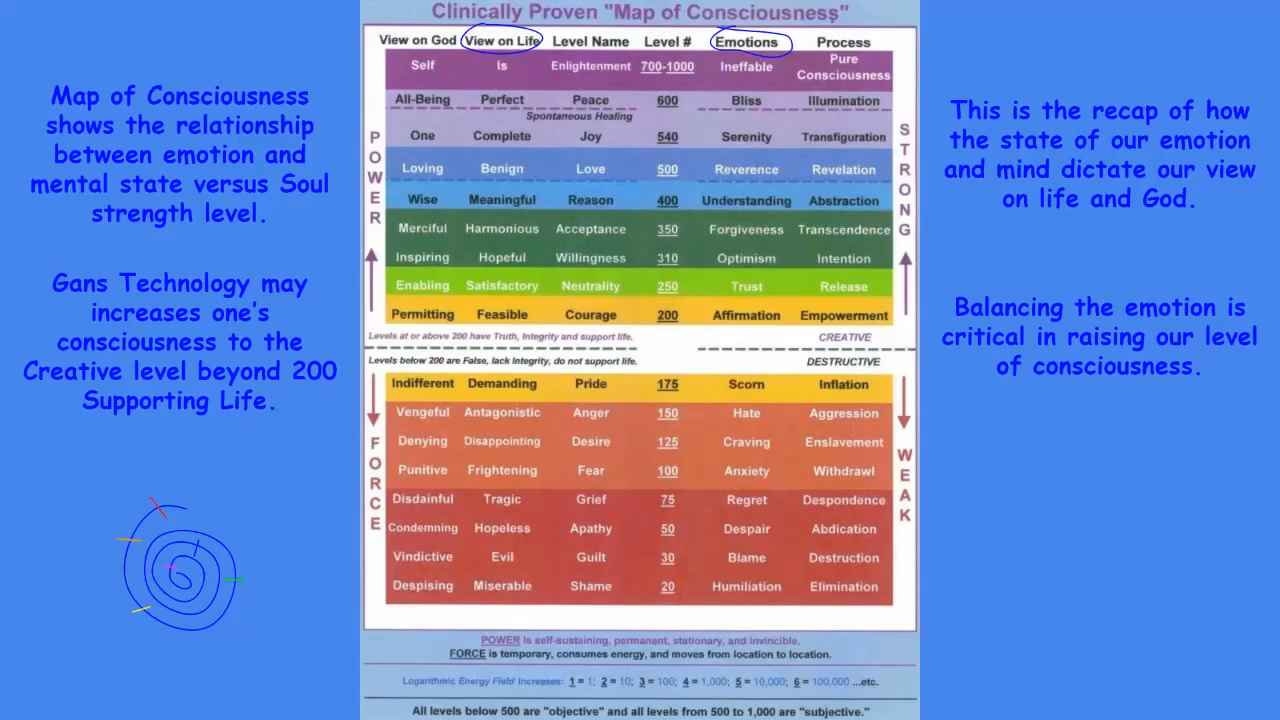 Clinically Proven "Map of Consciousness"
View on God View on Life Level Name Level # Emotions Process
Self Is Enlightenment 700-1000 Ineffable Pure Consciousness
All-Being Perfect Peace 600 Bliss Illumination
Spontaneous Healing
One Complete Joy 540 Serenity Transfiguration
Loving Benign Love 500 Reverence Revelation
Wise Meaningful Reason 400 Understanding Abstraction
Merciful Harmonious Acceptance 350 Forgiveness Transcendence
Inspiring Hopeful Willingness 310 Optimism Intention
Enabling Satisfactory Neutrality 250 Trust Release
Permitting Feasible Courage 200 Affirmation Empowerment
Levels at or above 200 have Truth, Integrity and support life. CREATIVE
Levels below 200 are False, lack Integrity, do not support life. DESTRUCTIVE
Indifferent Demanding Pride 175 Scorn Inflation
Vengeful Antagonistic Anger 150 Hate Aggression
Denying Disappointing Desire 125 Craving Enslavement
Punitive Frightening Fear 100 Anxiety Withdrawl
Disdainful Tragic Grief 75 Regret Despondence
Condemning Hopeless Apathy 50 Despair Abdication
Vindictive Evil Guilt 30 Blame Destruction
Despising Miserable Shame 20 Humiliation Elimination
POWER
STRONG
FORCE
WEAK
POWER is self-sustaining, permanent, stationary, and invincible.
FORCE is temporary, consumes energy, and moves from location to location.
Logarithmic Energy Field Increases: 1 = 1; 2 = 10; 3 = 100; 4 = 1,000; 5 = 10,000; 6 = 100,000 ...etc.
All levels below 500 are "objective" and all levels from 500 to 1,000 are "subjective."
Map of Consciousness
shows the relationship
between emotion and
mental state versus Soul
strength level.
Gans Technology may
increases one's
consciousness to the
Creative level beyond 200
Supporting Life.
This is the recap of how
the state of our emotion
and mind dictate our view
on life and God.
Balancing the emotion is
critical in raising our level
of consciousness.